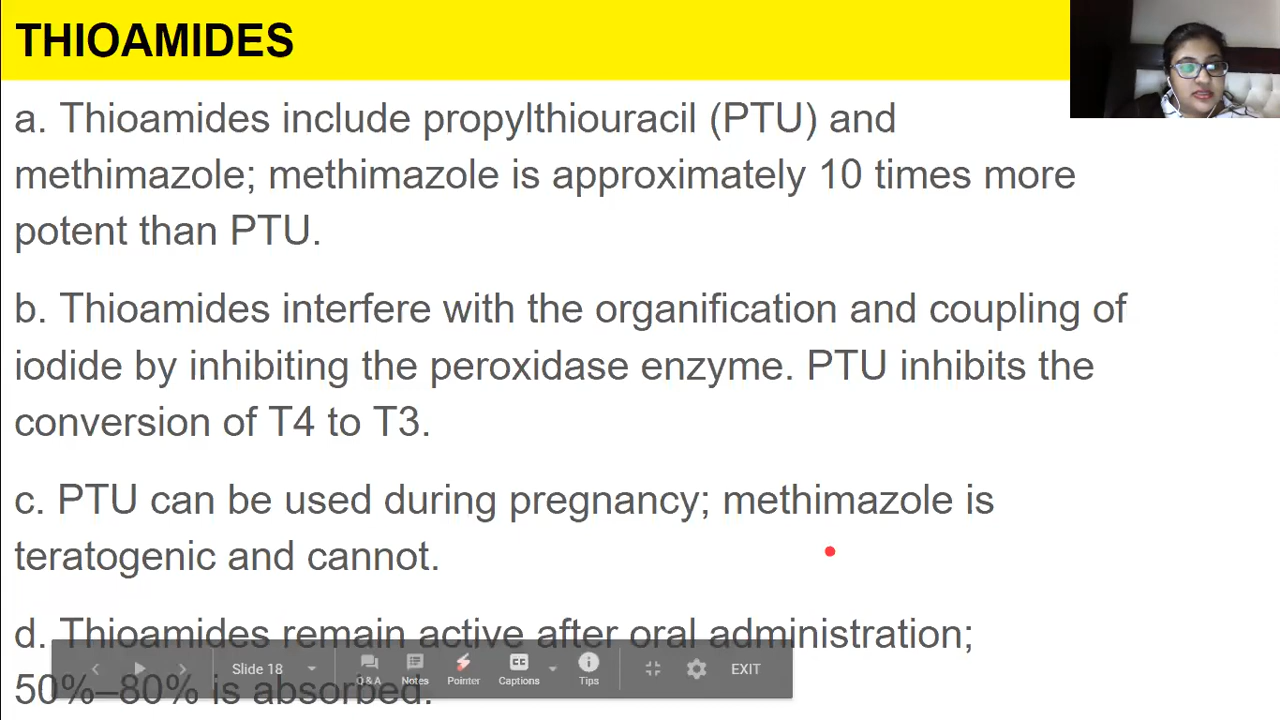 THIOAMIDES
a. Thioamides include propylthiouracil (PTU) and
methimazole; methimazole is approximately 10 times more
potent than PTU.
b. Thioamides interfere with the organification and coupling of
iodide by inhibiting the peroxidase enzyme. PTU inhibits the
conversion of T4 to T3.
c. PTU can be used during pregnancy; methimazole is
teratogenic and cannot.
d. Thioamides remain active after oral administration;
50%–80% is absorbed.
Slide 18
Q&A Notes Pointer Captions Tips
CC
EXIT